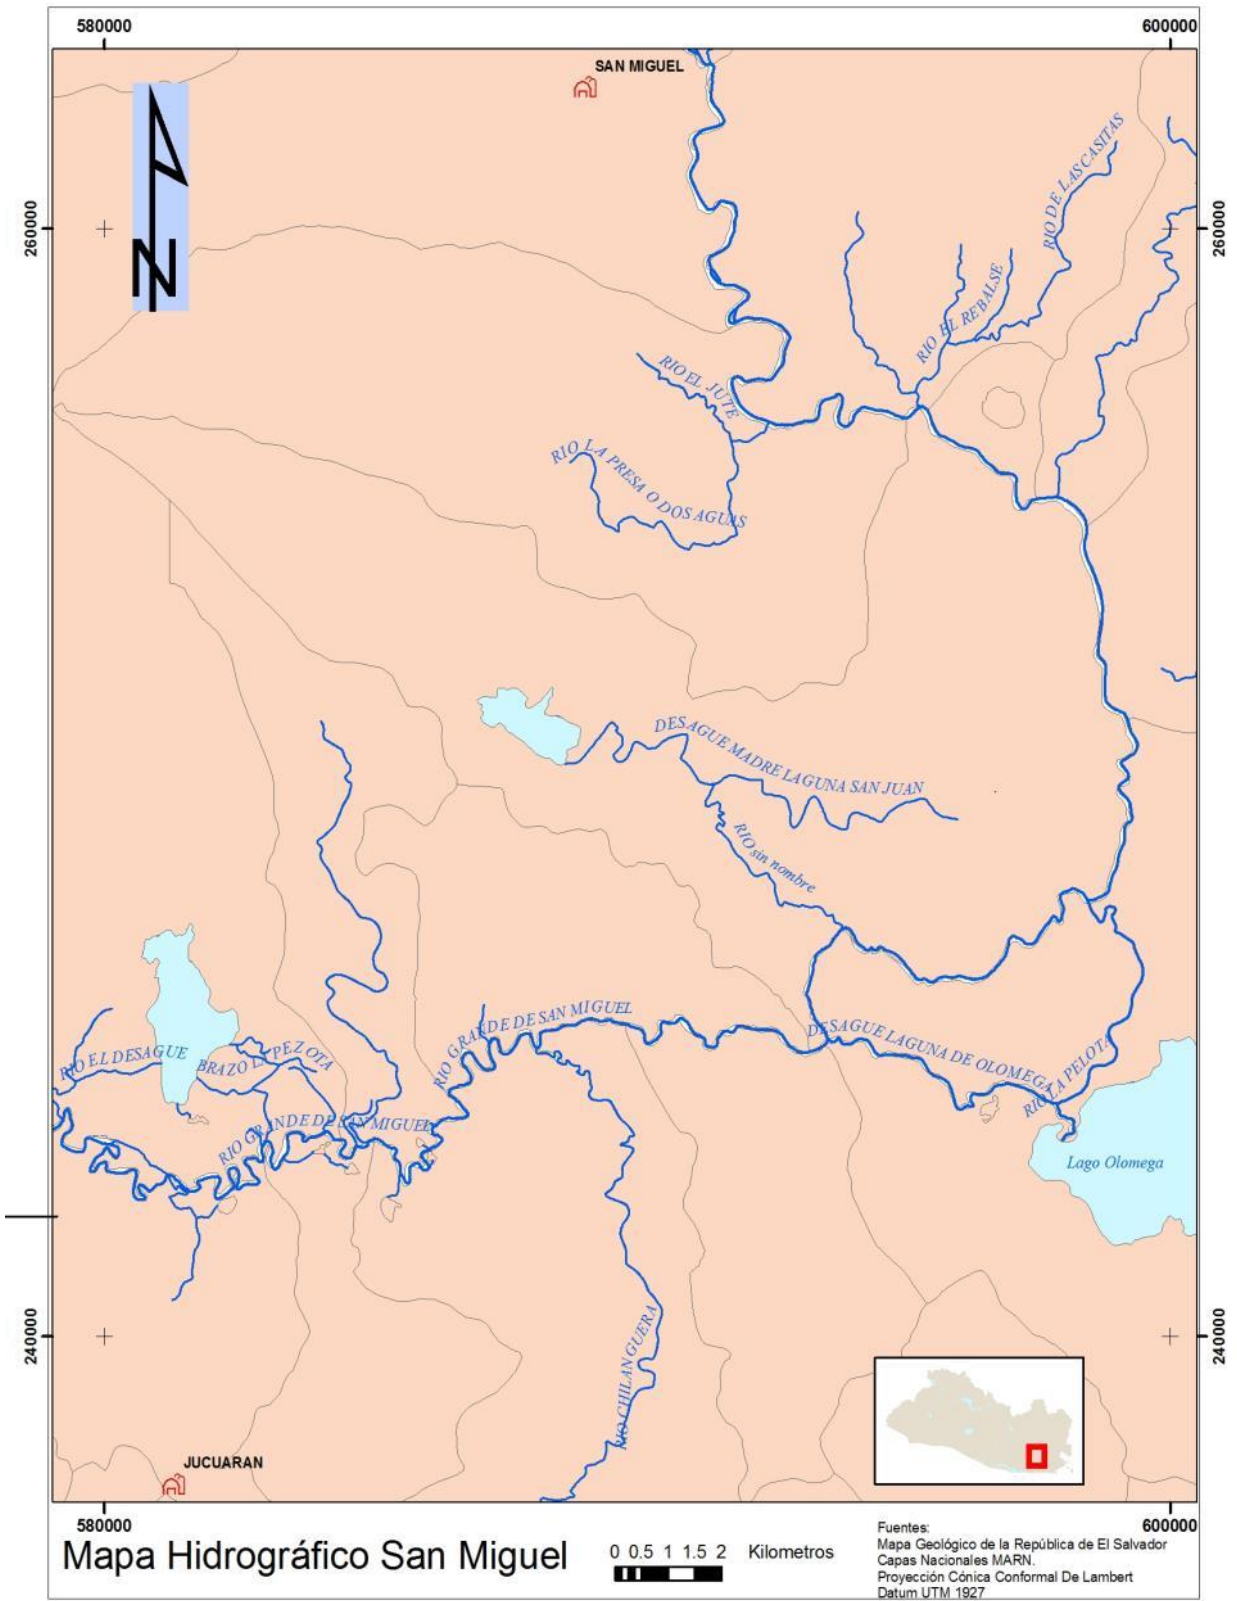 580000
600000
SAN MIGUEL
N
260000
260000
RIO DE LAS CASITAS
RIO EL REBALSE
RIO EL JUTE
RIO LA PRESA O DOS AGUAS
DESAGUE MADRE LAGUNA SAN JUAN
RIO sin nombre
RIO GRANDE DE SAN MIGUEL
DESAGUE LAGUNA DE OLOMEGA
RIO LA PELOTA
RIO EL DESAGUE
BRAZO LOPEZ OTA
RIO GRANDE DE SAN MIGUEL
Lago Olomega
RIO CHILANGUERA
240000
240000
JUCUARAN
580000
600000
Mapa Hidrográfico San Miguel
0 0.5 1 1.5 2 Kilometros
Fuentes:
Mapa Geológico de la República de El Salvador
Capas Nacionales MARN.
Proyección Cónica Conformal De Lambert
Datum UTM 1927